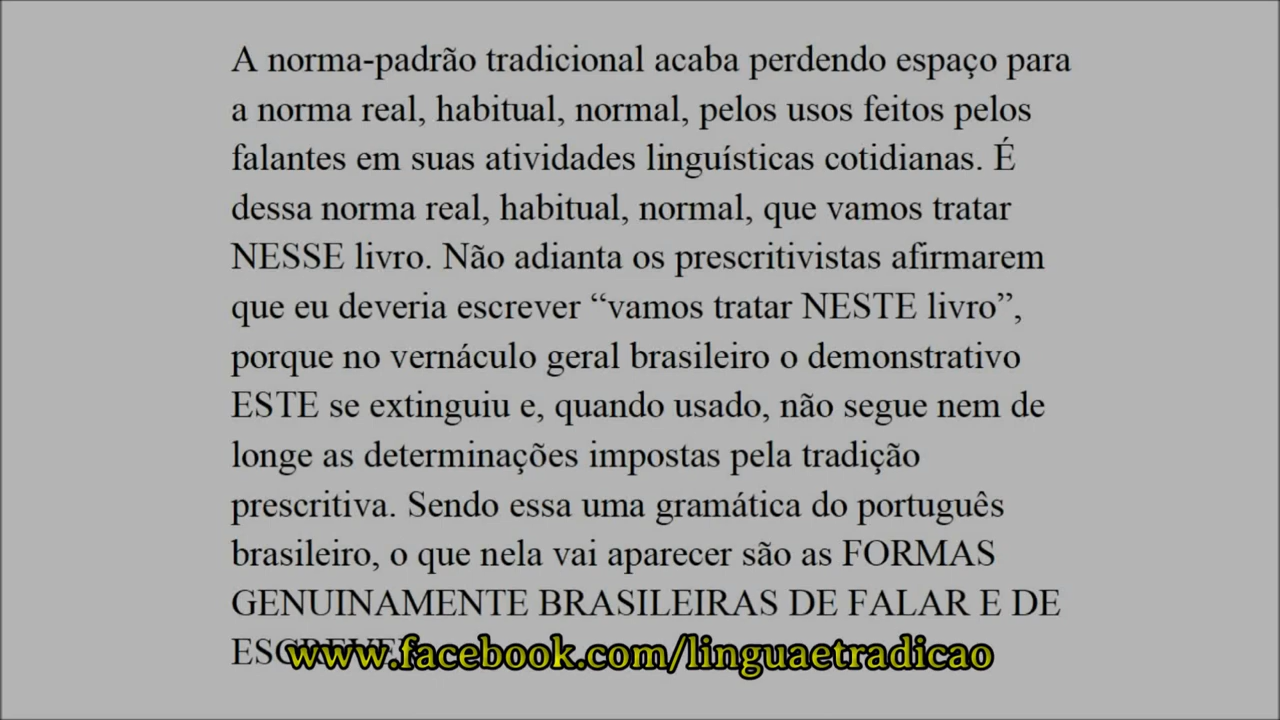 A norma-padrão tradicional acaba perdendo espaço para
a norma real, habitual, normal, pelos usos feitos pelos
falantes em suas atividades linguísticas cotidianas. É
dessa norma real, habitual, normal, que vamos tratar
NESSE livro. Não adianta os prescritivistas afirmarem
que eu deveria escrever “vamos tratar NESTE livro”,
porque no vernáculo geral brasileiro o demonstrativo
ESTE se extinguiu e, quando usado, não segue nem de
longe as determinações impostas pela tradição
prescritiva. Sendo essa uma gramática do português
brasileiro, o que nela vai aparecer são as FORMAS
GENUINAMENTE BRASILEIRAS DE FALAR E DE
www.facebook.com/linguaetradicao